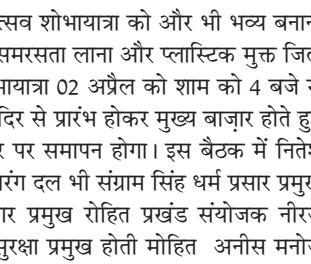 त्सव शोभायात्रा को और भी भव्य बनान
समरसता लाना और प्लास्टिक मुक्त जित
भायात्रा 02 अप्रैल को शाम को 4 बजे
दिर से प्रारंभ होकर मुख्य बाज़ार होते हु
र पर समापन होगा। इस बैठक में नितेश
रंग दल भी संग्राम सिंह धर्म प्रसार प्रमु
ार प्रमुख रोहित प्रखंड संयोजक नीर
सुरक्षा प्रमुख होती मोहित अनीस मनो